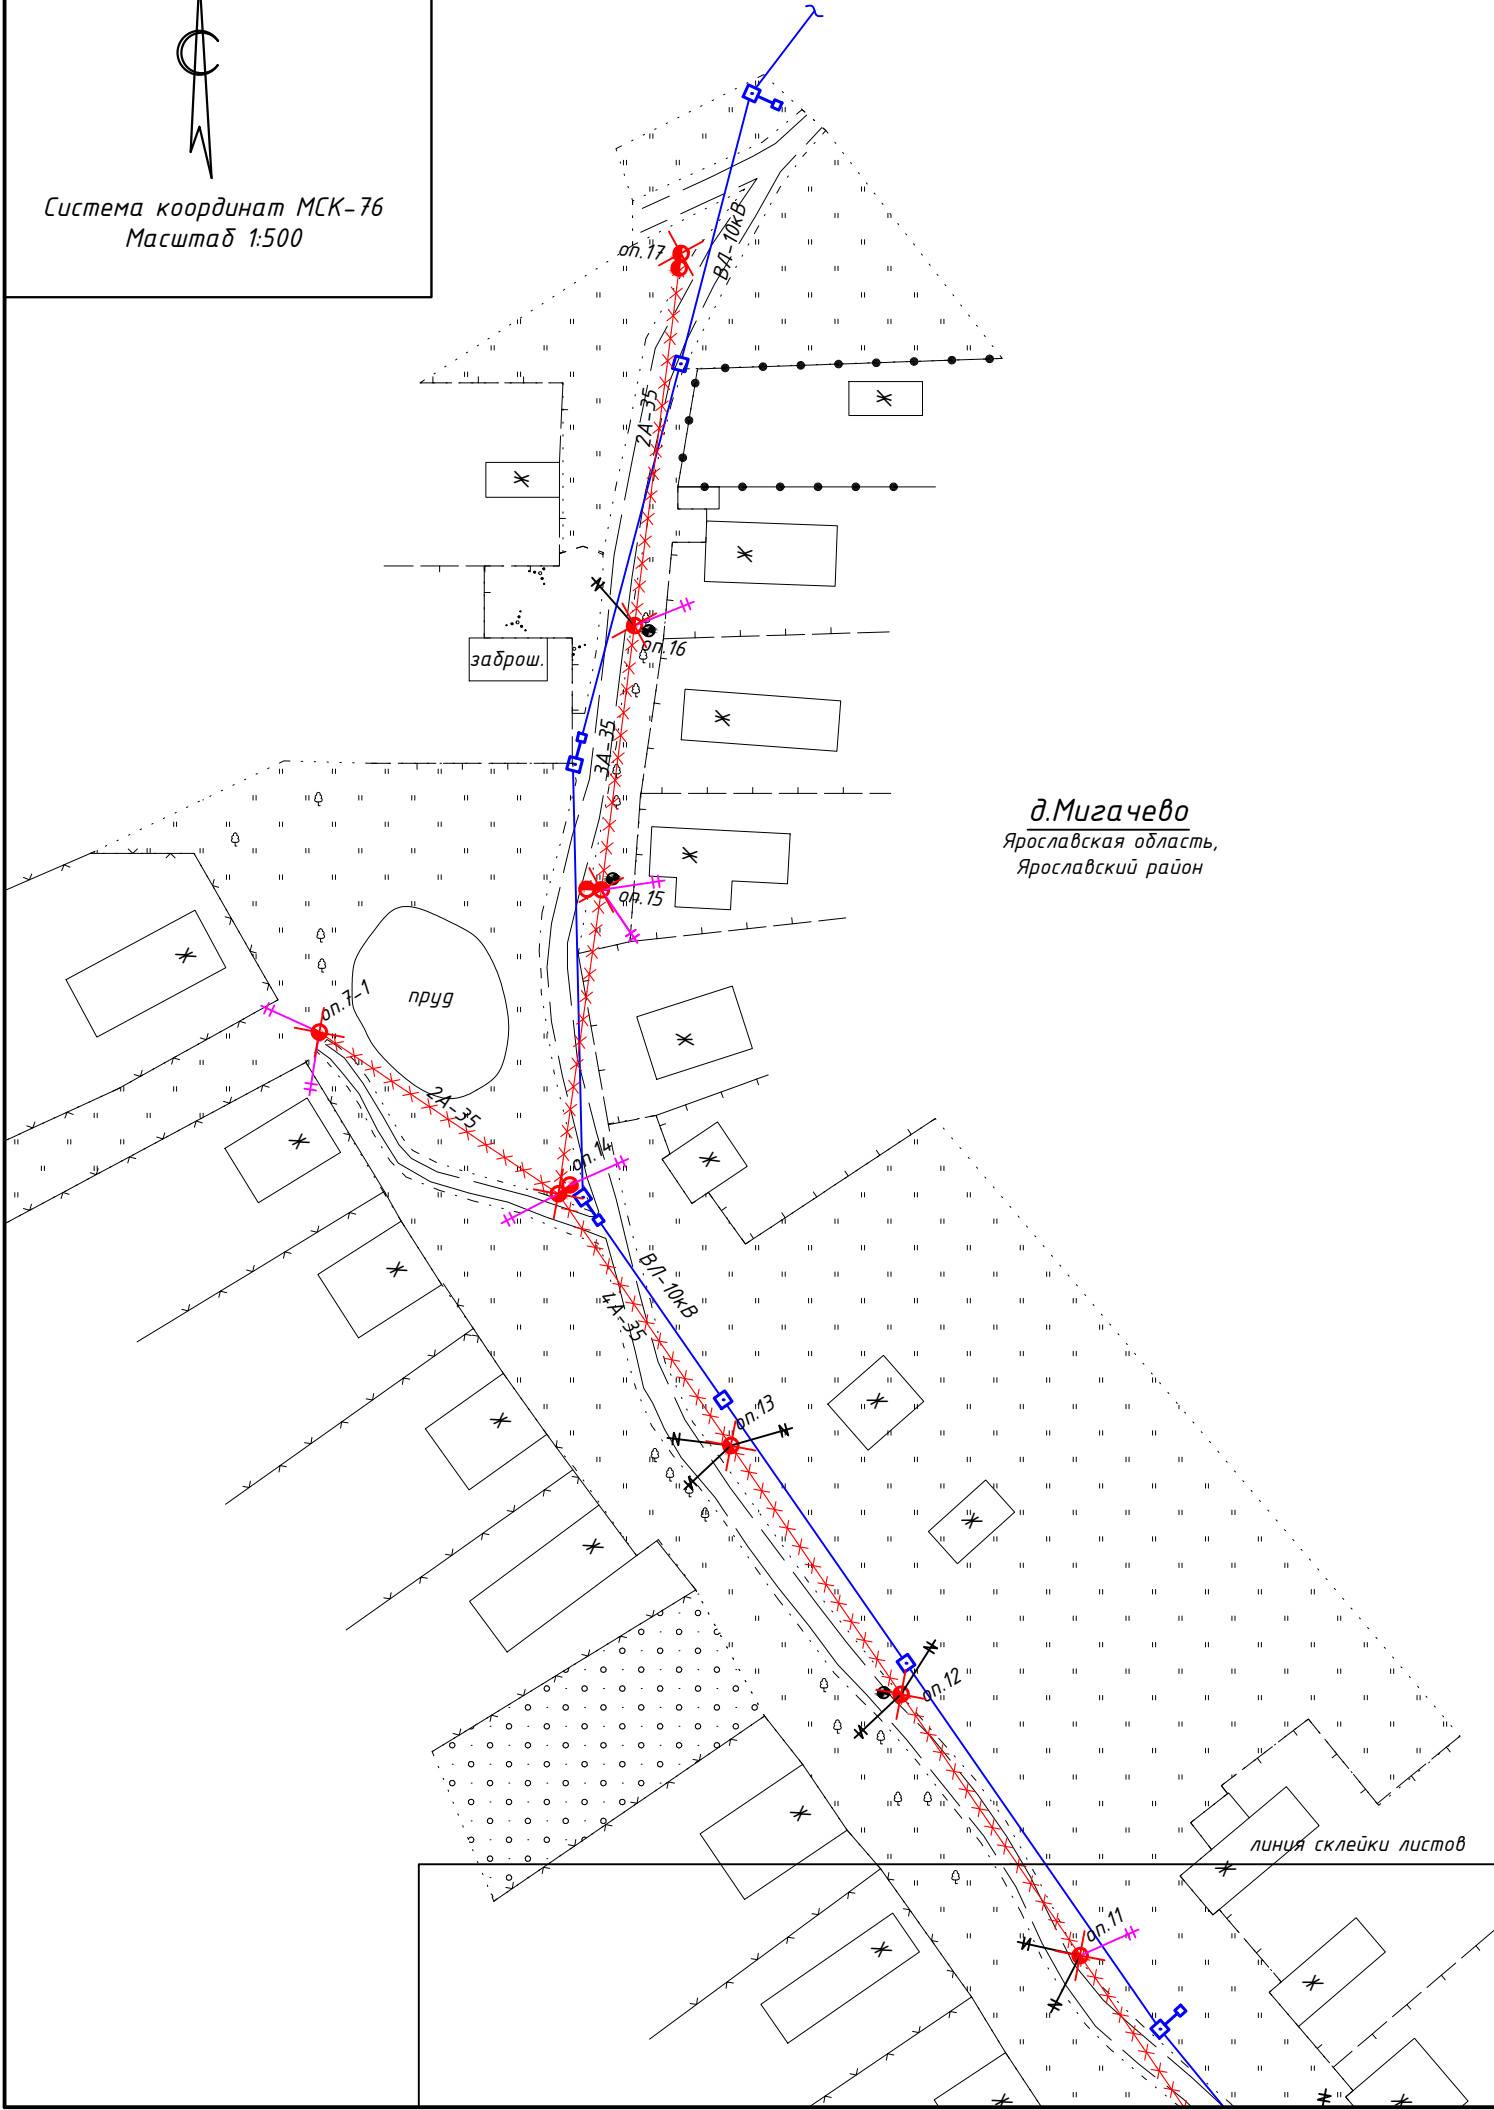 С
Система координат МСК-76
Масштаб 1:500
оп.17
ВЛ-10кВ
2А-35
Ж
Ж
Ж
оп.16
заброш.
Ж
3А-35
д.Мигачево
Ярославская область,
Ярославский район
Ж
оп.15
Ж
пруд
оп.7-1
Ж
2А-35
Ж
оп.14
Ж
Ж
ВЛ-10кВ
4А-35
оп.13
Ж
Ж
Ж
Ж
оп.12
Ж
линия склейки листов
Ж
оп.11
Ж
Ж
Ж
Ж